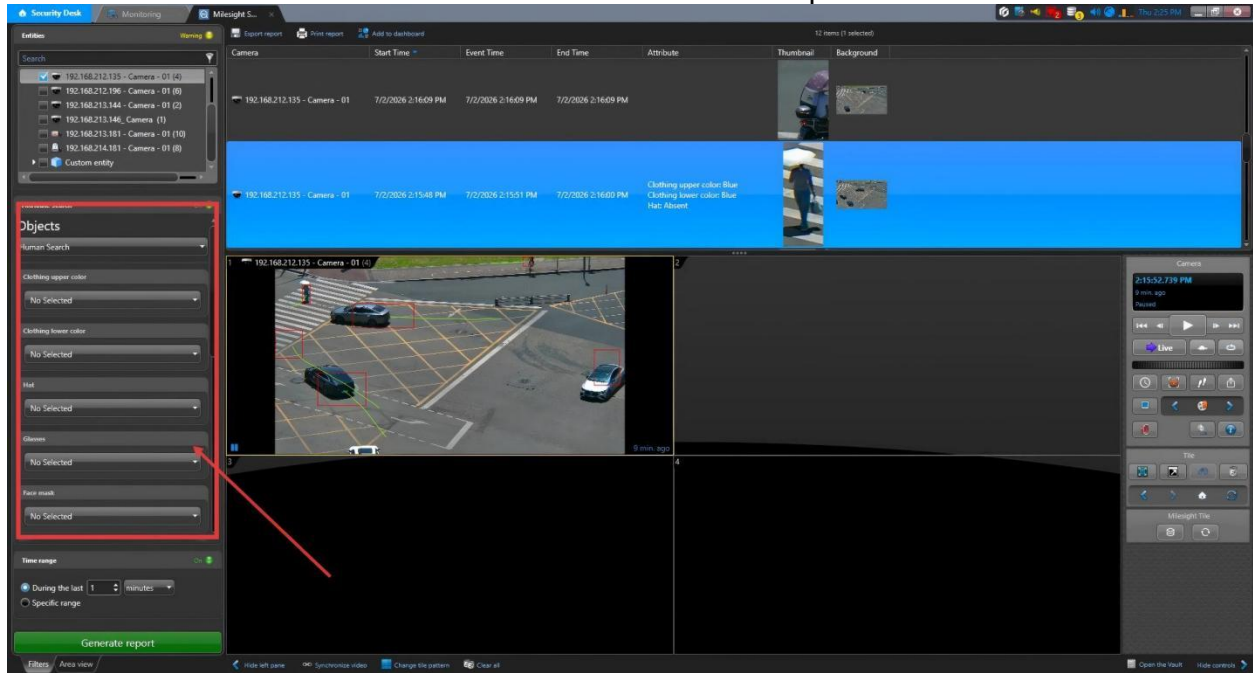 Security Desk
Monitoring
Milesight S...
Thu 2:25 PM
Entities
Warning
Search
192.168.212.135 - Camera - 01 (4)
192.168.212.196 - Camera - 01 (6)
192.168.213.144 - Camera - 01 (2)
192.168.213.146_ Camera (1)
192.168.213.181 - Camera - 01 (10)
192.168.214.181 - Camera - 01 (8)
Custom entity
Objects
Human Search
Clothing upper color
No Selected
Clothing lower color
No Selected
Hat
No Selected
Glasses
No Selected
Face mask
No Selected
Time range
On
During the last 1 minutes
Specific range
Generate report
Filters
Area view
Export report
Print report
Add to dashboard
12 items (1 selected)
Camera Start Time Event Time End Time Attribute Thumbnail Background
192.168.212.135 - Camera - 01 7/2/2026 2:16:09 PM 7/2/2026 2:16:09 PM 7/2/2026 2:16:09 PM
192.168.212.135 - Camera - 01 7/2/2026 2:15:48 PM 7/2/2026 2:15:51 PM 7/2/2026 2:16:00 PM
Clothing upper color: Blue
Clothing lower color: Blue
Hat: Absent
1 192.168.212.135 - Camera - 01 (4)
9 min. ago
2
3
4
Camera
2:15:52.739 PM
9 min. ago
Paused
Live
Tile
Milesight Tile
Hide left pane
Synchronize video
Change tile pattern
Clear all
Open the Vault
Hide controls